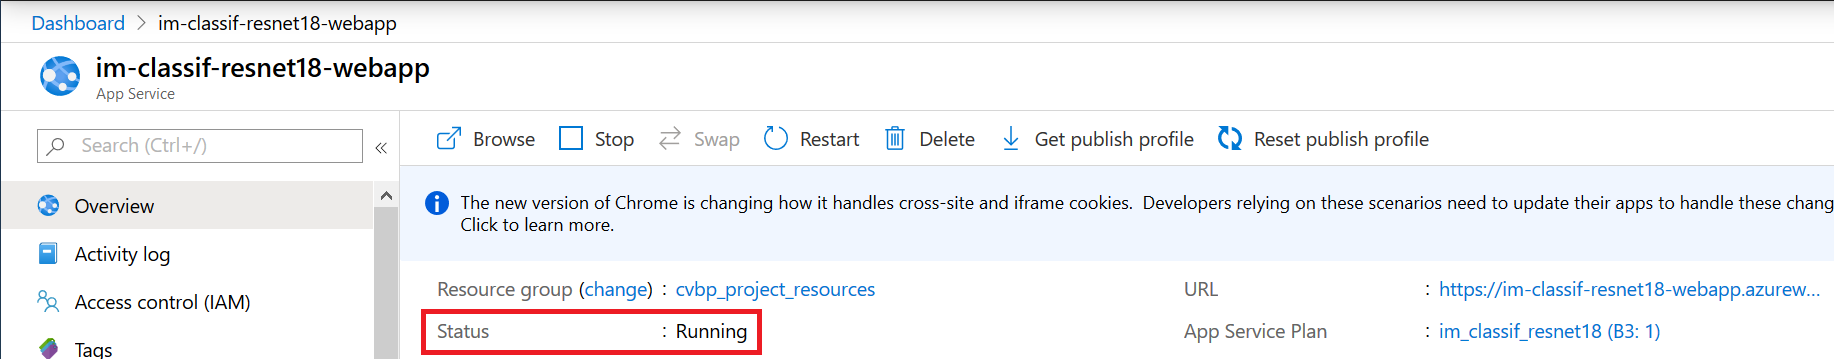 Dashboard > im-classif-resnet18-webapp
im-classif-resnet18-webapp
App Service
Search (Ctrl+/)
«
Overview
Activity log
Access control (IAM)
Tags
Browse Stop Swap Restart Delete Get publish profile Reset publish profile
The new version of Chrome is changing how it handles cross-site and iframe cookies. Developers relying on these scenarios need to update their apps to handle these chang
Click to learn more.
Resource group (change) : cvbp_project_resources
Status : Running
URL : https://im-classif-resnet18-webapp.azurew...
App Service Plan : im_classif_resnet18 (B3: 1)